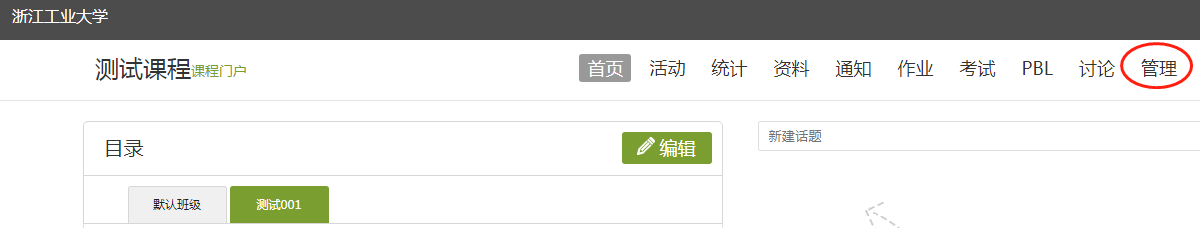 浙江工业大学
测试课程课程门户 首页 活动 统计 资料 通知 作业 考试 PBL 讨论 管理
目录 编辑 新建话题
默认班级 测试001